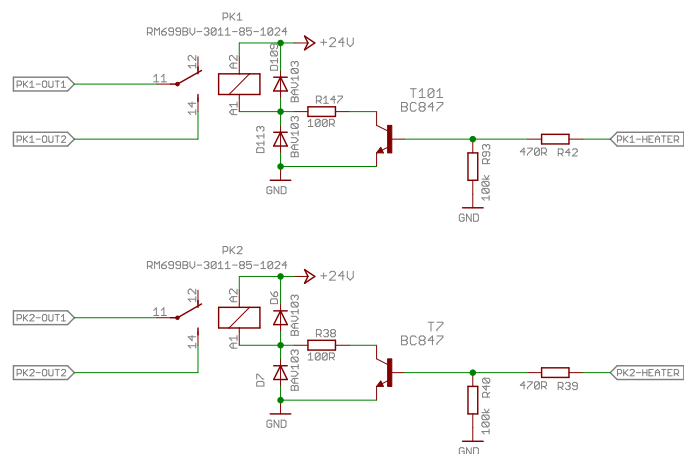 PK1
RM699BV-3011-85-1024
+24V
12
11
14
A2
A1
D109
BAV103
D113
BAV103
R147
100R
T101
BC847
PK1-OUT1
PK1-OUT2
PK1-HEATER
470R R42
R93
100k
GND
GND
PK2
RM699BV-3011-85-1024
+24V
12
11
14
A2
A1
D6
BAV103
D7
BAV103
R38
100R
T7
BC847
PK2-OUT1
PK2-OUT2
PK2-HEATER
470R R39
R40
100k
GND
GND